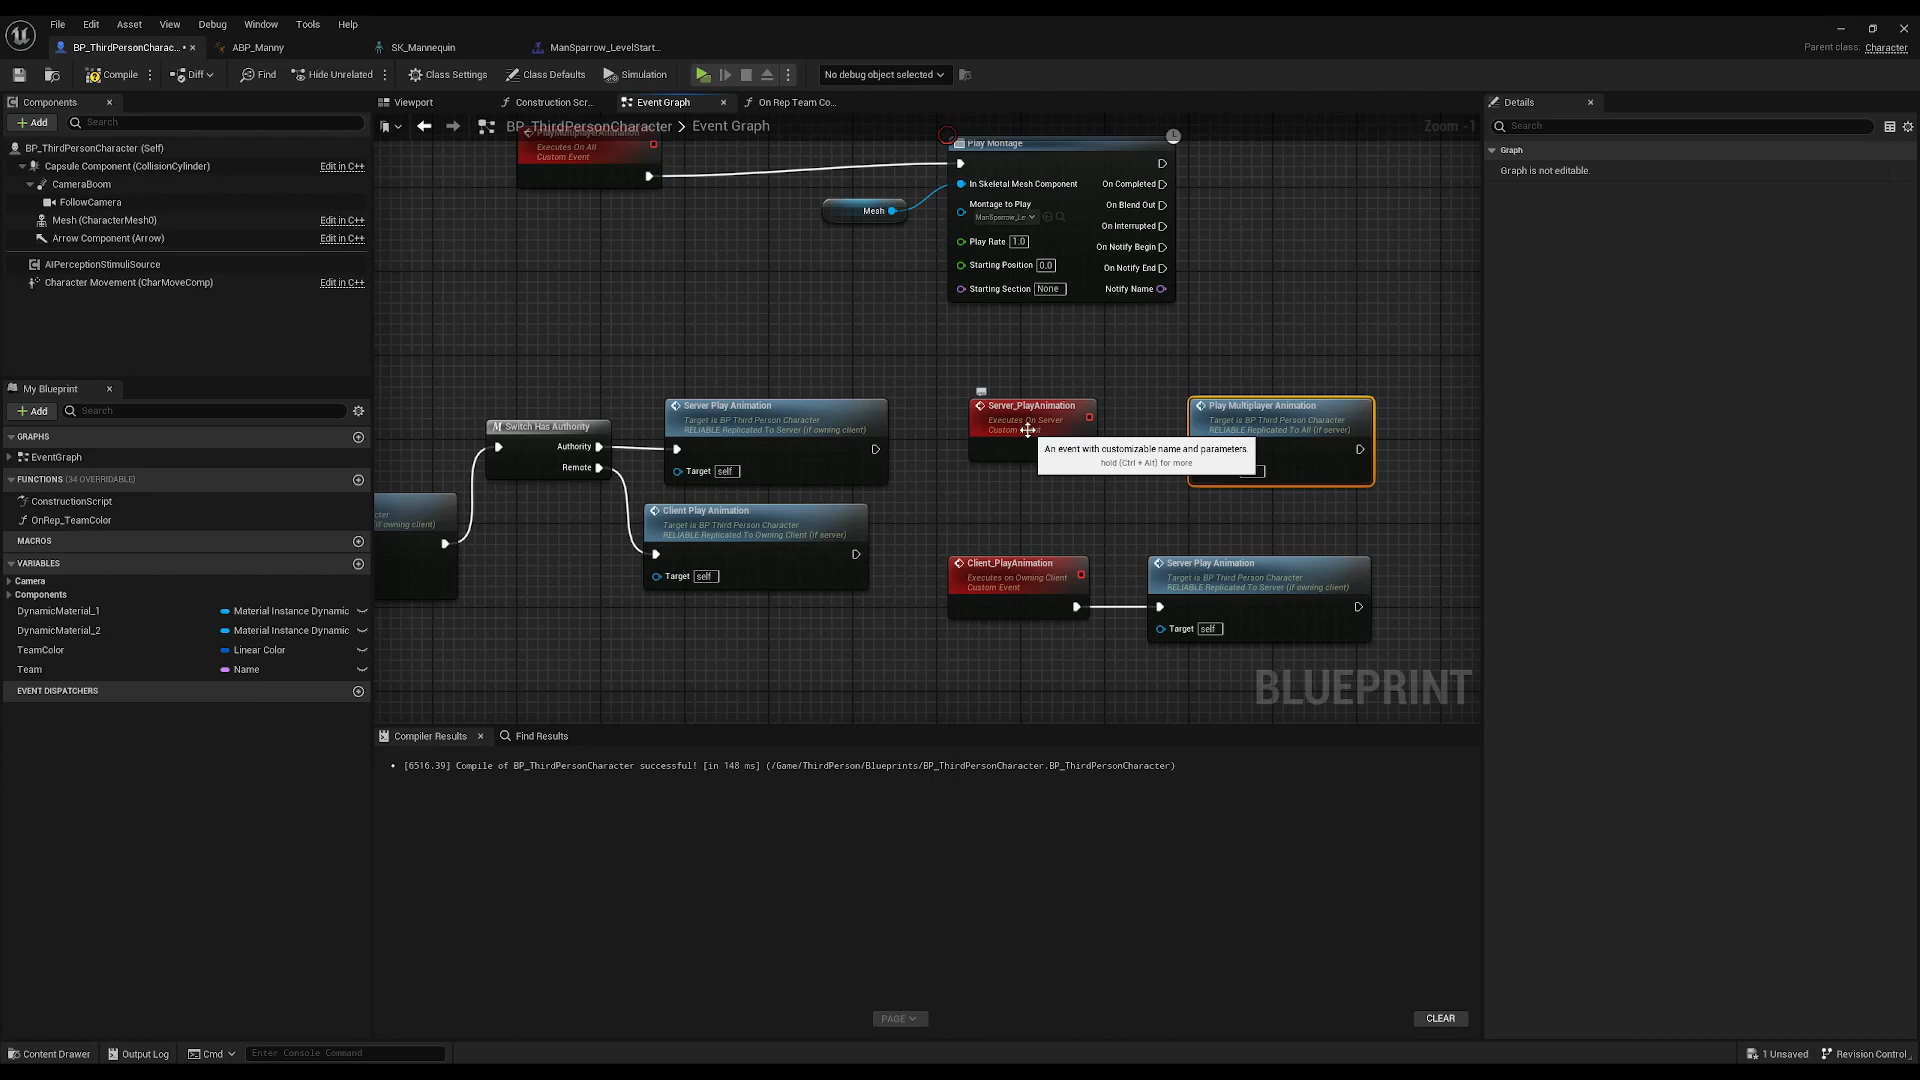 File Edit Asset View Debug Window Tools Help
BP_ThirdPersonCharac... • ABP_Manny SK_Mannequin ManSparrow_LevelStart...
Parent class: Character
Compile Diff Find Hide Unrelated Class Settings Class Defaults Simulation No debug object selected
Components
Add Search
BP_ThirdPersonCharacter (Self)
Capsule Component (CollisionCylinder) Edit in C++
CameraBoom
FollowCamera
Mesh (CharacterMesh0) Edit in C++
Arrow Component (Arrow) Edit in C++
AIPerceptionStimuliSource
Character Movement (CharMoveComp) Edit in C++
My Blueprint
Add Search
GRAPHS
EventGraph
FUNCTIONS (34 OVERRIDABLE)
ConstructionScript
OnRep_TeamColor
MACROS
VARIABLES
Camera
Components
DynamicMaterial_1 Material Instance Dynamic
DynamicMaterial_2 Material Instance Dynamic
TeamColor Linear Color
Team Name
EVENT DISPATCHERS
Viewport Construction Scr... Event Graph On Rep Team Co...
BP_ThirdPersonCharacter > Event Graph
Zoom -1
PlayMultiplayerAnimation
Executes On All
Custom Event
Mesh
Play Montage
In Skeletal Mesh Component On Completed
Montage to Play On Blend Out
ManSparrow_Le
On Interrupted
Play Rate 1.0 On Notify Begin
Starting Position 0.0 On Notify End
Starting Section None Notify Name
cter
if owning client)
Switch Has Authority
Authority
Remote
Server Play Animation
Target is BP Third Person Character
RELIABLE Replicated To Server (if owning client)
Target self
Client Play Animation
Target is BP Third Person Character
RELIABLE Replicated To Owning Client (if server)
Target self
Server_PlayAnimation
Executes On Server
Custom
An event with customizable name and parameters.
hold (Ctrl + Alt) for more
Play Multiplayer Animation
Target is BP Third Person Character
RELIABLE Replicated To All (if server)
Client_PlayAnimation
Executes on Owning Client
Custom Event
Server Play Animation
Target is BP Third Person Character
RELIABLE Replicated To Server (if owning client)
Target self
BLUEPRINT
Compiler Results Find Results
• [6516.39] Compile of BP_ThirdPersonCharacter successful! [in 148 ms] (/Game/ThirdPerson/Blueprints/BP_ThirdPersonCharacter.BP_ThirdPersonCharacter)
PAGE CLEAR
Details
Search
Graph
Graph is not editable.
Content Drawer Output Log Cmd Enter Console Command 1 Unsaved Revision Control